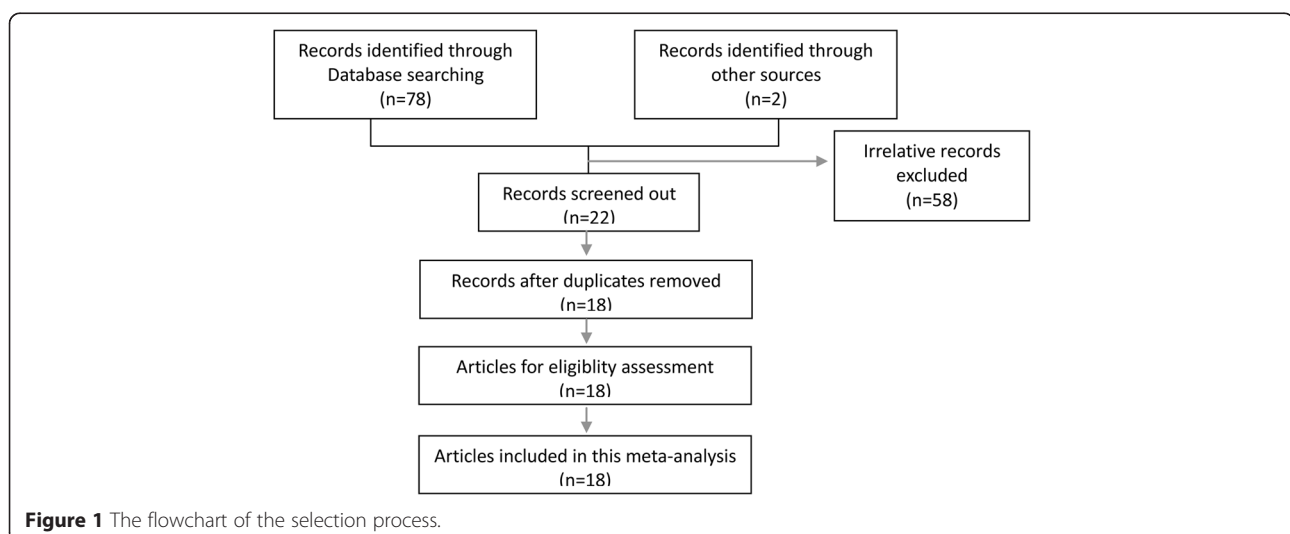 Records identified through
Database searching
(n=78)
Records identified through
other sources
(n=2)
Irrelative records
excluded
(n=58)
Records screened out
(n=22)
Records after duplicates removed
(n=18)
Articles for eligiblity assessment
(n=18)
Articles included in this meta-analysis
(n=18)
Figure 1 The flowchart of the selection process.